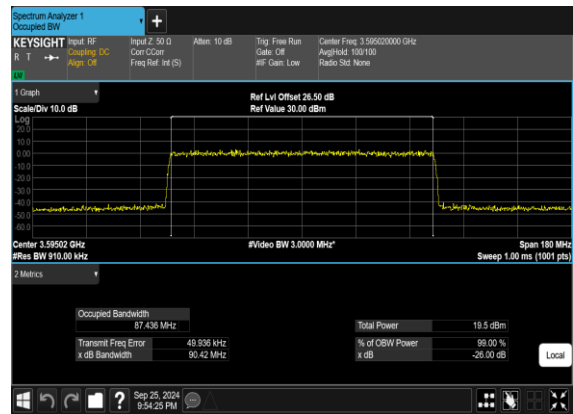 Spectrum Analyzer 1
Occupied BW
KEYSIGHT Input: RF Input Z: 50 Ω Atten: 10 dB Trig: Free Run Center Freq: 3.595020000 GHz
R T Coupling: DC Corr CCorr Gate: Off Avg|Hold: 100/100
Align: Off Freq Ref: Int (S) #IF Gain: Low Radio Std: None
LW
1 Graph
Ref Lvl Offset 26.50 dB
Scale/Div 10.0 dB Ref Value 30.00 dBm
Log
20.0
10.0
0.00
-10.0
-20.0
-30.0
-40.0
-50.0
-60.0
Center 3.59502 GHz #Video BW 3.0000 MHz* Span 180 MHz
#Res BW 910.00 kHz Sweep 1.00 ms (1001 pts)
2 Metrics
Occupied Bandwidth
87.436 MHz Total Power 19.5 dBm
Transmit Freq Error 49.936 kHz % of OBW Power 99.00 %
x dB Bandwidth 90.42 MHz x dB -26.00 dB
Local
Sep 25, 2024
9:54:25 PM